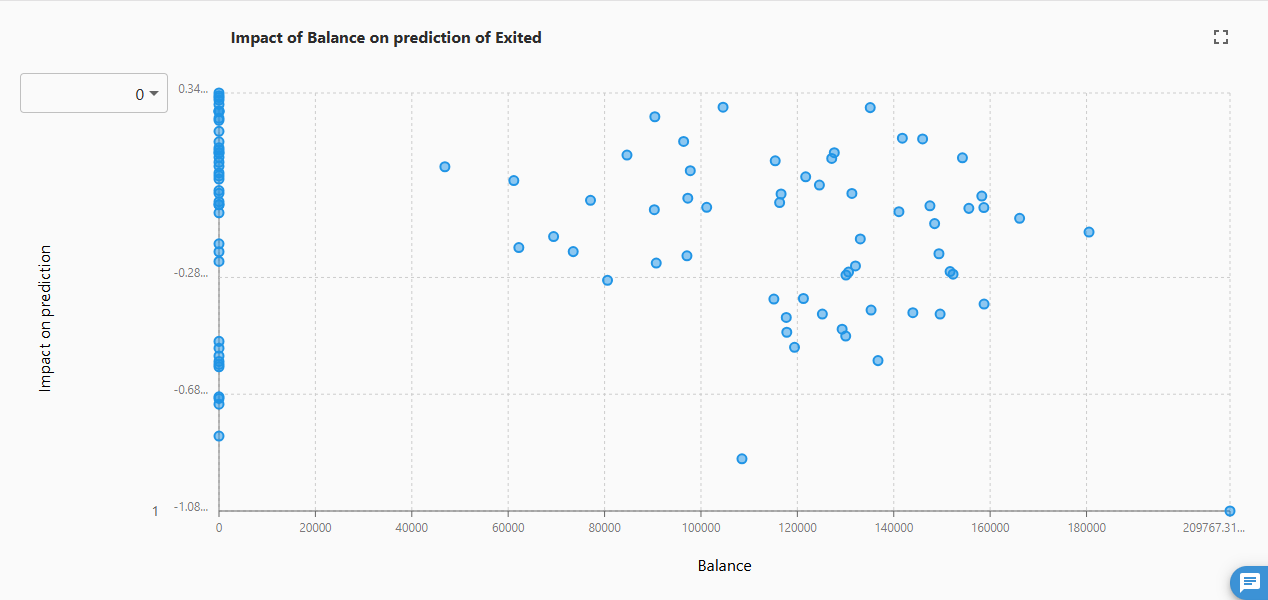 Impact of Balance on prediction of Exited
0
0.34...
-0.28...
-0.68...
-1.08...
1
Impact on prediction
0 20000 40000 60000 80000 100000 120000 140000 160000 180000 209767.31...
Balance